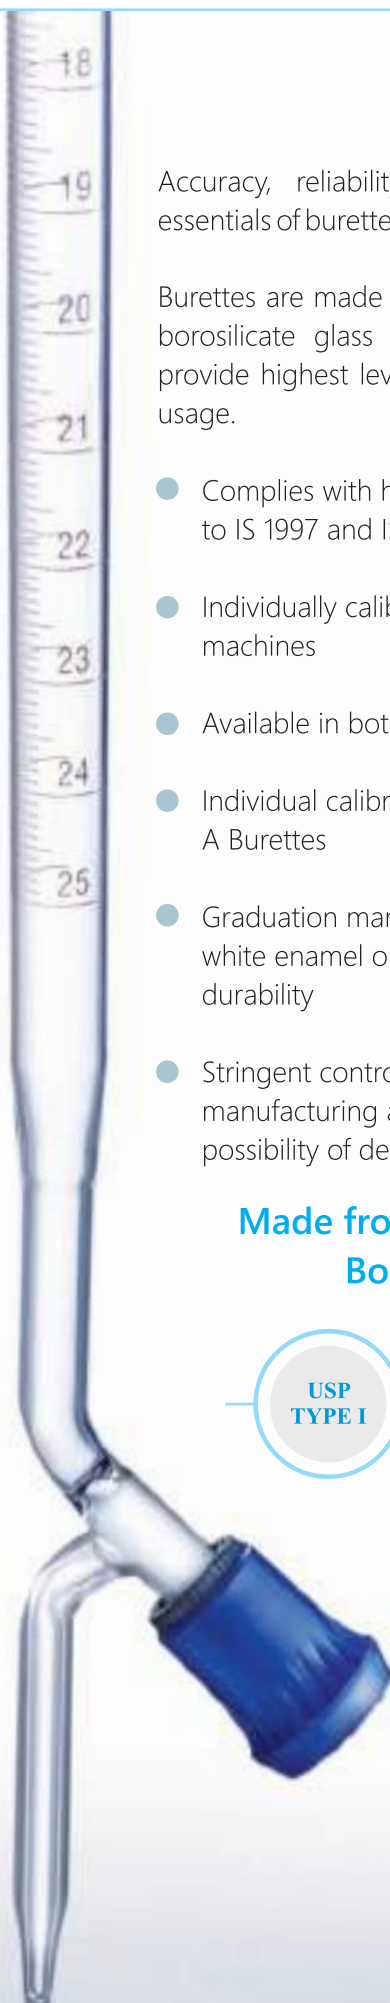 18
19
20
21
22
23
24
25
Accuracy, reliabilit
essentials of burette
Burettes are made
borosilicate glass
provide highest lev
usage.
Complies with h
to IS 1997 and IS
Individually calib
machines
Available in bot
Individual calibr
A Burettes
Graduation mar
white enamel o
durability
Stringent contro
manufacturing a
possibility of de
Made fro
Bo
USP
TYPE I